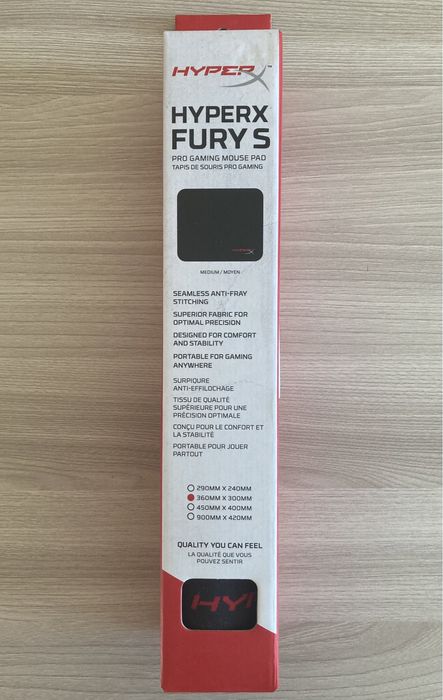 HYPERX™
HYPERX
FURY S
PRO GAMING MOUSE PAD
TAPIS DE SOURIS PRO GAMING
HYPERX
MEDIUM / MOYEN
SEAMLESS ANTI-FRAY
STITCHING
SUPERIOR FABRIC FOR
OPTIMAL PRECISION
DESIGNED FOR COMFORT
AND STABILITY
PORTABLE FOR GAMING
ANYWHERE
SURPIQURE
ANTI-EFFILOCHAGE
TISSU DE QUALITÉ
SUPÉRIEURE POUR UNE
PRÉCISION OPTIMALE
CONÇU POUR LE CONFORT ET
LA STABILITÉ
PORTABLE POUR JOUER
PARTOUT
290MM X 240MM
360MM X 300MM
450MM X 400MM
900MM X 420MM
QUALITY YOU CAN FEEL
LA QUALITÉ QUE VOUS
POUVEZ SENTIR
HY